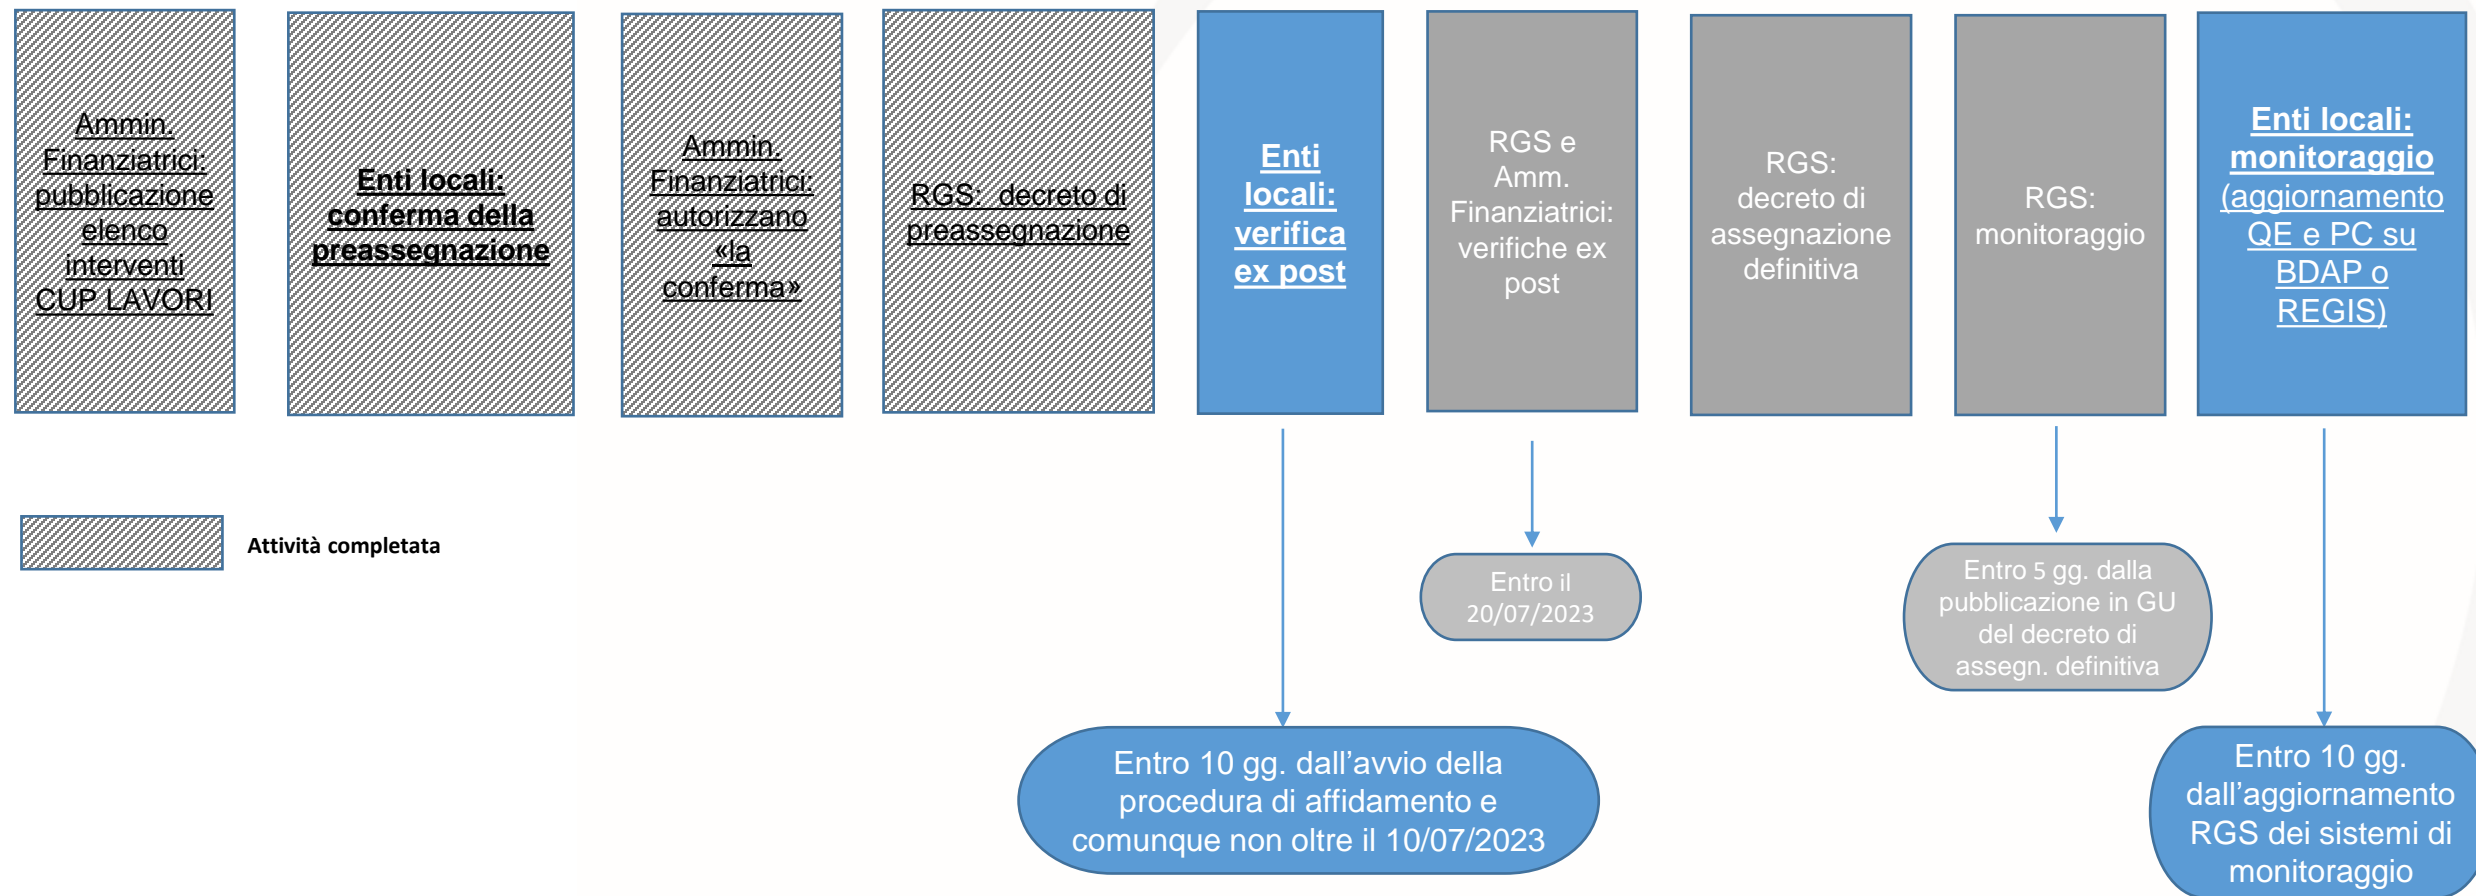 Ammin.
Finanziatrici:
pubblicazione
elenco
interventi
CUP LAVORI
Enti locali:
conferma della
preassegnazione
Ammin.
Finanziatrici:
autorizzano
«la
conferma»
RGS: decreto di
preassegnazione
Enti
locali:
verifica
ex post
RGS e
Amm.
Finanziatrici:
verifiche ex
post
RGS:
decreto di
assegnazione
definitiva
RGS:
monitoraggio
Enti locali:
monitoraggio
(aggiornamento
QE e PC su
BDAP o
REGIS)
Attività completata
Entro il
20/07/2023
Entro 5 gg. dalla
pubblicazione in GU
del decreto di
assegn. definitiva
Entro 10 gg. dall’avvio della
procedura di affidamento e
comunque non oltre il 10/07/2023
Entro 10 gg.
dall’aggiornamento
RGS dei sistemi di
monitoraggio